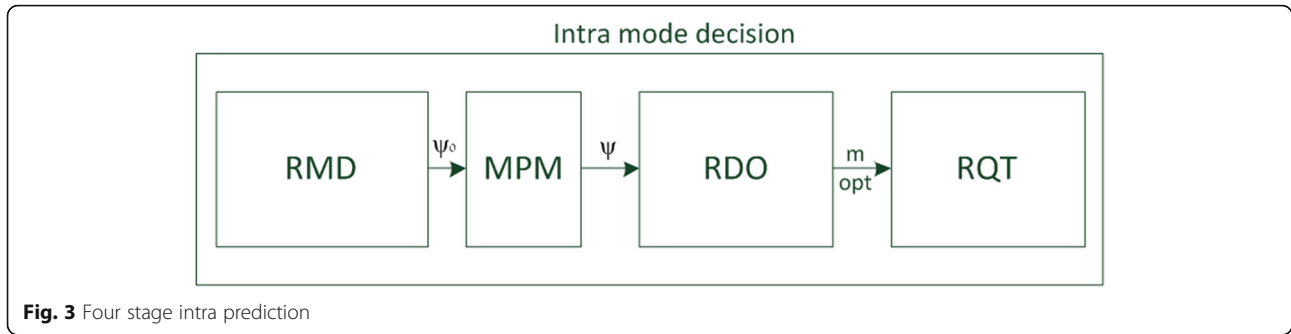 Intra mode decision
RMD
ψ₀
MPM
ψ
RDO
m
opt
RQT
Fig. 3 Four stage intra prediction